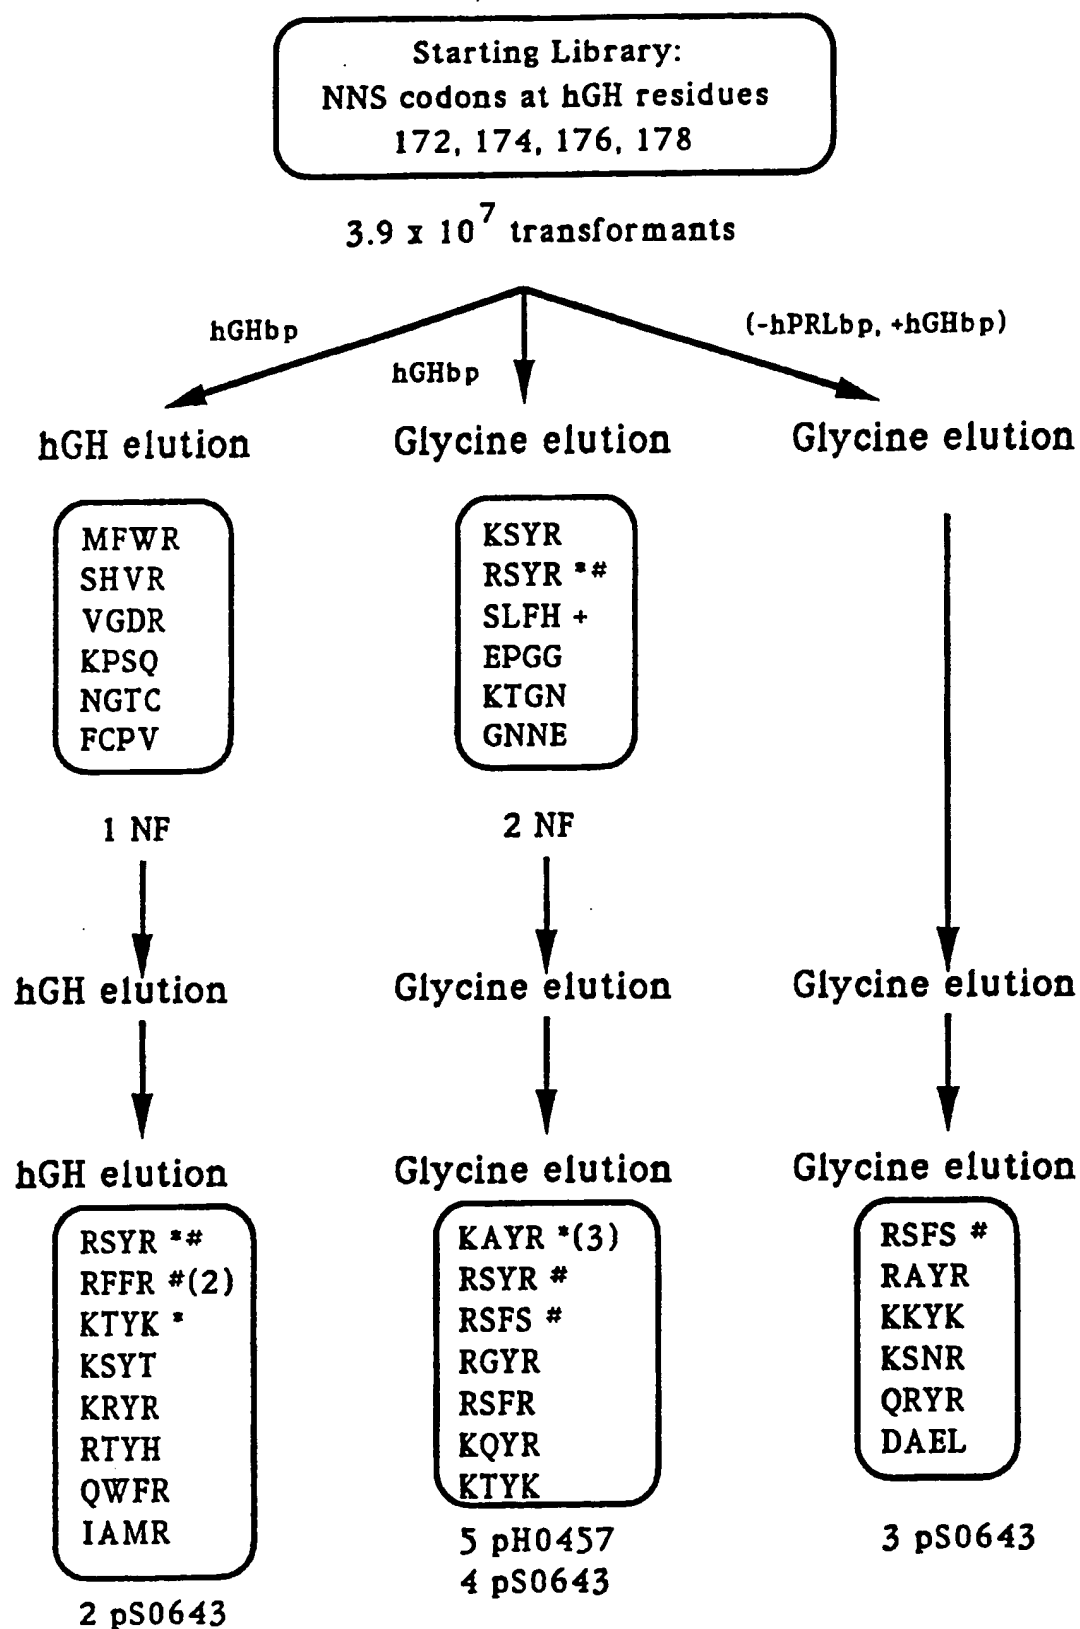 Starting Library:
NNS codons at hGH residues
172, 174, 176, 178
3.9 x 10^7 transformants
hGHbp
hGHbp
(-hPRLbp, +hGHbp)
hGH elution
Glycine elution
Glycine elution
MFWR
SHVR
VGDR
KPSQ
NGTC
FCPV
1 NF
KSYR
RSYR *#
SLFH +
EPGG
KTGN
GNNE
2 NF
hGH elution
Glycine elution
Glycine elution
hGH elution
Glycine elution
Glycine elution
RSYR *#
RFFR #(2)
KTYK *
KSYT
KRYR
RTYH
QWFR
IAMR
2 pS0643
KAYR *(3)
RSYR #
RSFS #
RGYR
RSFR
KQYR
KTYK
5 pH0457
4 pS0643
RSFS #
RAYR
KKYK
KSNR
QRYR
DAEL
3 pS0643